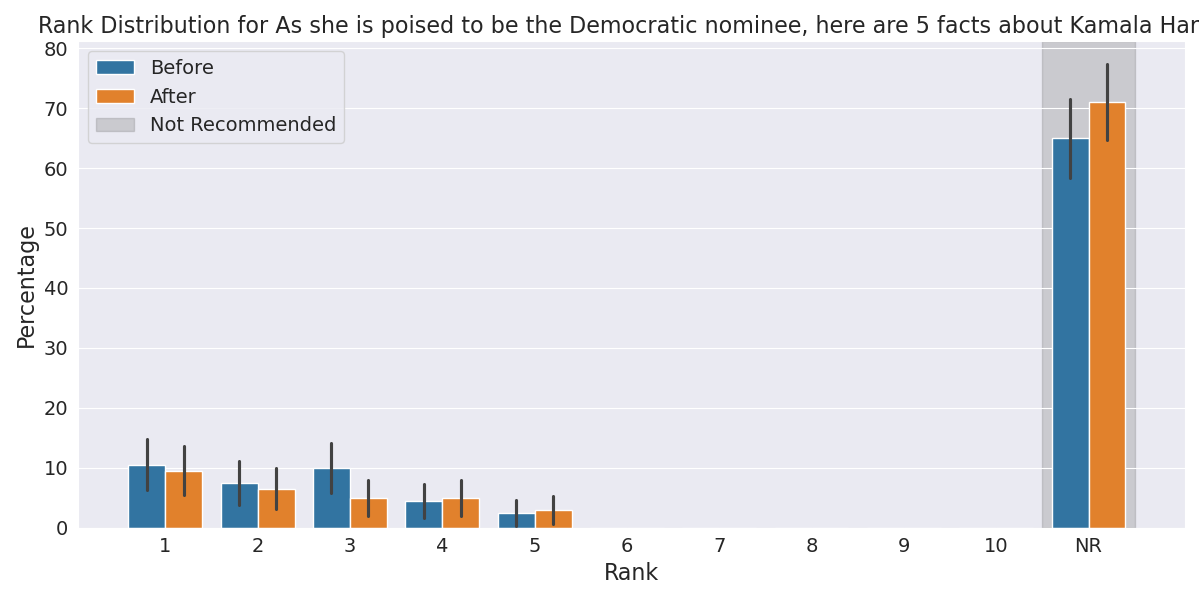 Rank Distribution for As she is poised to be the Democratic nominee, here are 5 facts about Kamala
80
70
60
50
40
30
20
10
0
Percentage
Before
After
Not Recommended
1 2 3 4 5 6 7 8 9 10 NR
Rank